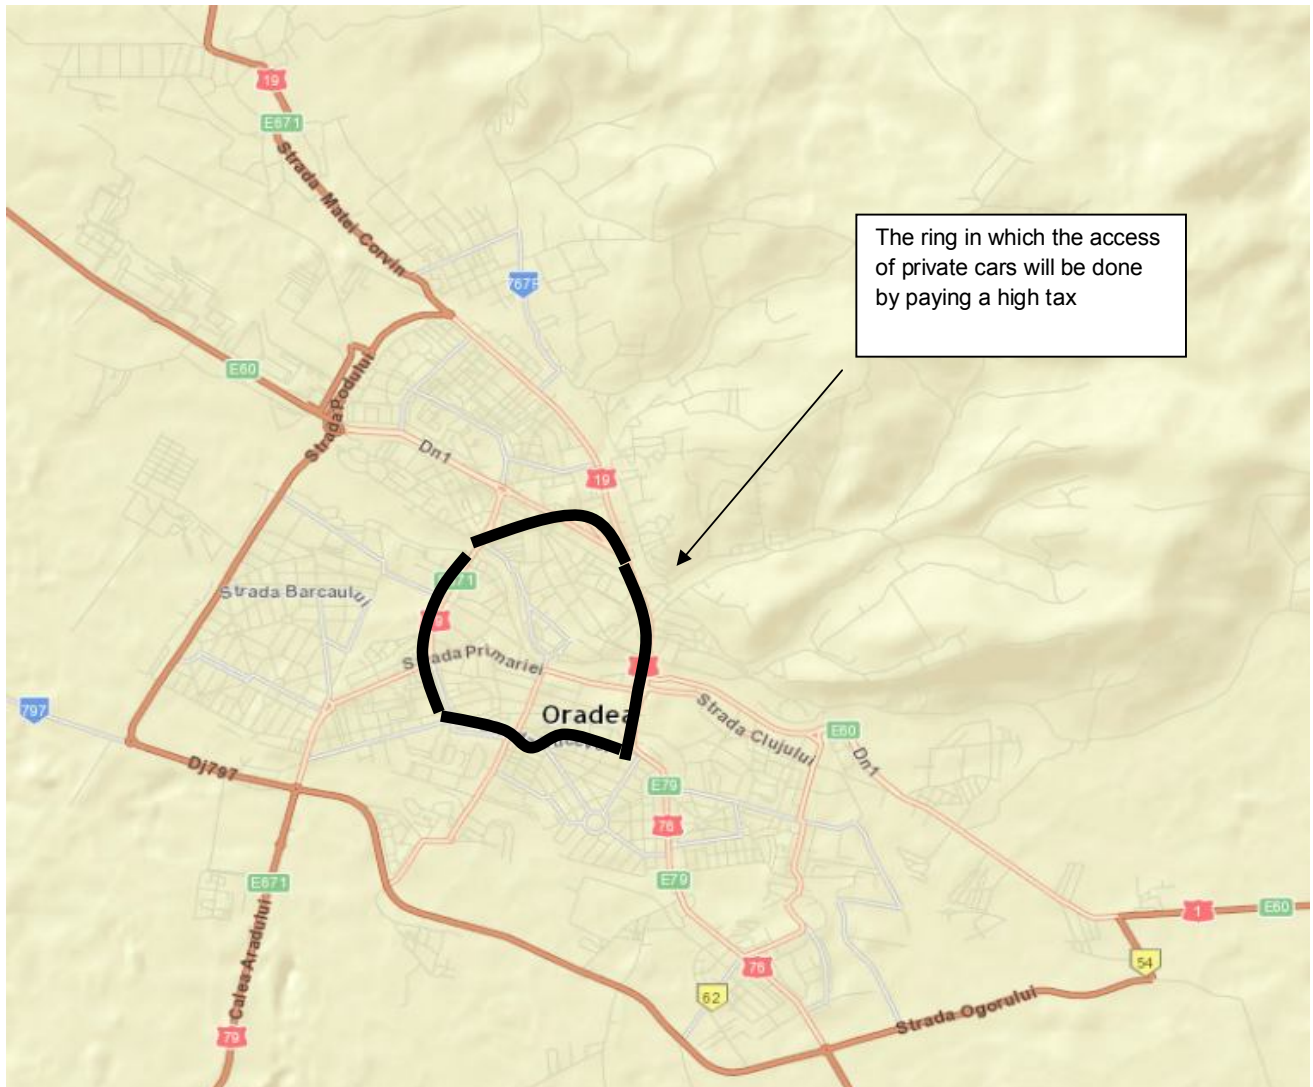 19
E671
Strada Matei Corvin
The ring in which the access
of private cars will be done
by paying a high tax
E60
Strada Podului
Dn1
19
Strada Barcaului
Strada Primariei
Oradea
Strada Clujului
E60
Dn1
797
Dj797
E79
76
E79
E671
Calea Aradului
1
E60
76
54
62
Strada Ogorului
79